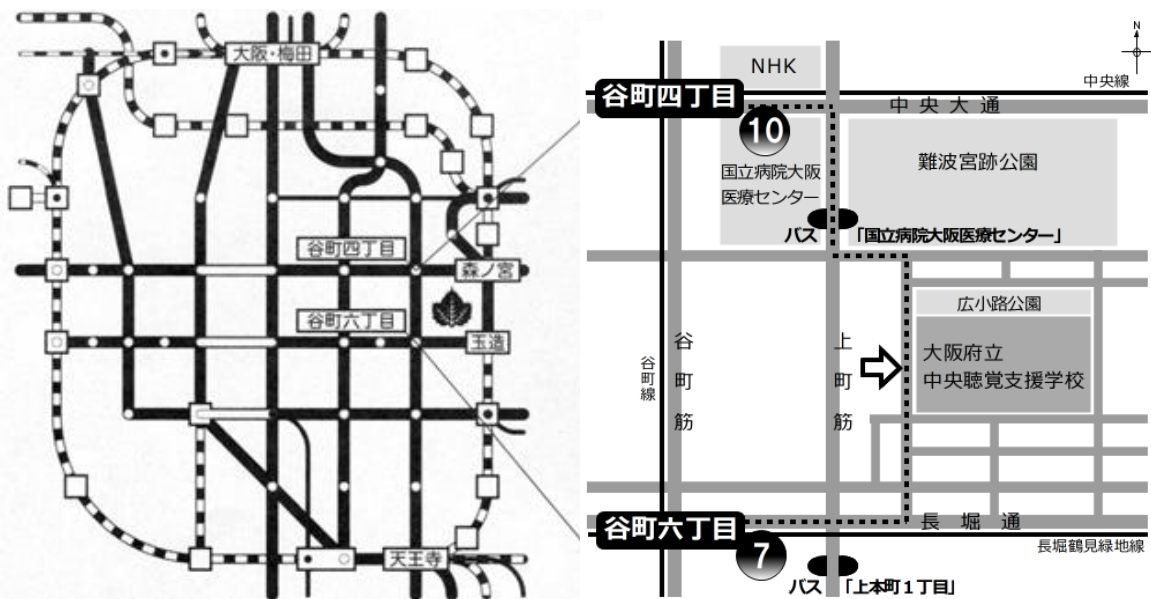 大阪・梅田
谷町四丁目
森ノ宮
谷町六丁目
玉造
天王寺
N
NHK
中央線
谷町四丁目
中央大通
10
国立病院大阪
医療センター
難波宮跡公園
バス 「国立病院大阪医療センター」
広小路公園
大阪府立
中央聴覚支援学校
谷町線
谷町筋
上町筋
谷町六丁目
長堀通
7
長堀鶴見緑地線
バス 「上本町1丁目」